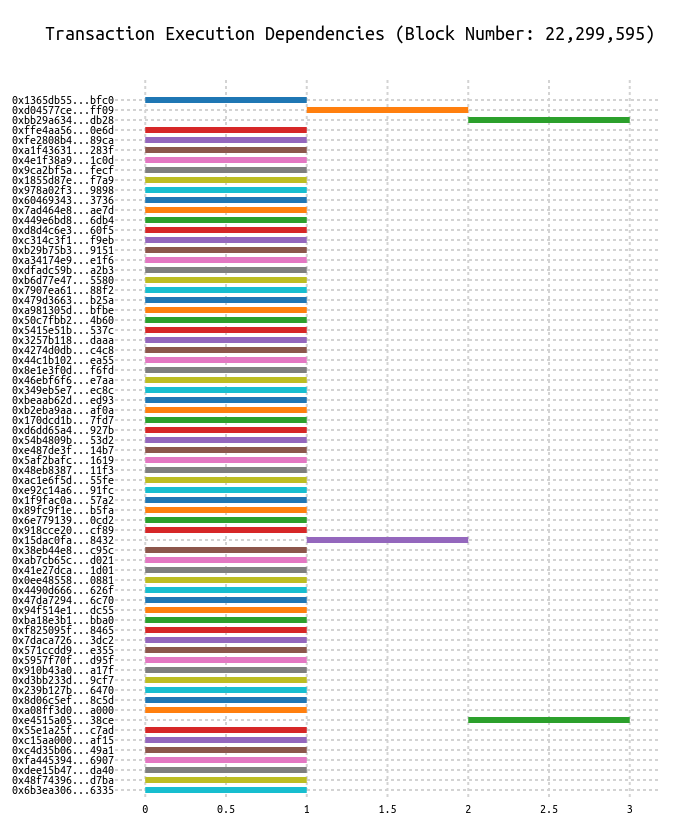 Transaction Execution Dependencies (Block Number: 22,299,595)
0x1365db55...bfc0
0xd04577ce...ff09
0xbb29a634...db28
0xffe4aa56...0e6d
0xfe2808b4...89ca
0xa1f43631...283f
0x4e1f38a9...1c0d
0x9ca2bf5a...fecf
0x1855d87e...f7a9
0x978a02f3...9898
0x60469343...3736
0x7ad464e8...ae7d
0x449e6bd8...6db4
0xd8d4c6e3...60f5
0xc314c3f1...f9eb
0xb29b75b3...9151
0xa34174e9...e1f6
0xdfadc59b...a2b3
0xb6d77e47...5580
0x7907ea61...88f2
0x479d3663...b25a
0xa981305d...bfbe
0x50c7fbb2...4b60
0x5415e51b...537c
0x3257b118...daaa
0x4274d0db...c4c8
0x44c1b102...ea55
0x8e1e3f0d...f6fd
0x46ebf6f6...e7aa
0x349eb5e7...ec8c
0xbeaab62d...ed93
0xb2eba9aa...af0a
0x170dcd1b...7fd7
0xd6dd65a4...927b
0x54b4809b...53d2
0xe487de3f...14b7
0x5af2bafc...1619
0x48eb8387...11f3
0xac1e6f5d...55fe
0xe92c14a6...91fc
0x1f9fac0a...57a2
0x89fc9f1e...b5fa
0x6e779139...0cd2
0x918cce20...cf89
0x15dac0fa...8432
0x38eb44e8...c95c
0xab7cb65c...d021
0x41e27dca...1d01
0x0ee48558...0881
0x4490d666...626f
0x47da7294...6c70
0x94f514e1...dc55
0xba18e3b1...bba0
0xf825095f...8465
0x7daca726...3dc2
0x571ccdd9...e355
0x5957f70f...d95f
0x910b43a0...a17f
0xd3bb233d...9cf7
0x239b127b...6470
0x8d06c5ef...8c5d
0xa08ff3d0...a000
0xe4515a05...38ce
0x55e1a25f...c7ad
0xc15aa000...af15
0xc4d35b06...49a1
0xfa445394...6907
0xdee15b47...da40
0x48f74396...d7ba
0x6b3ea306...6335
0 0.5 1 1.5 2 2.5 3